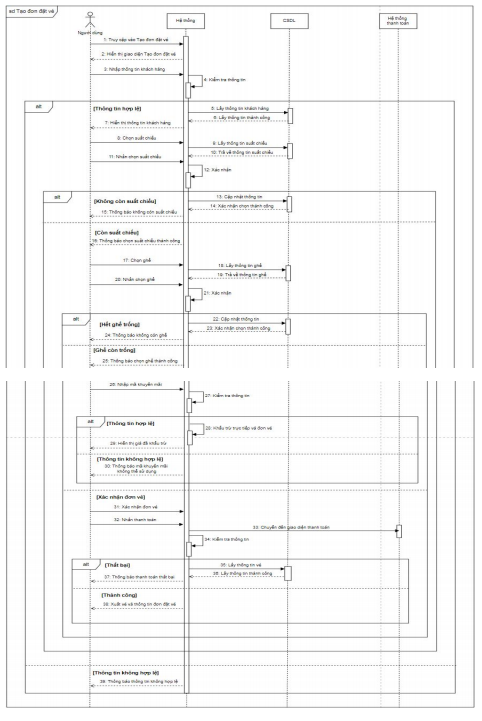 sd Tạo đơn đặt vé
Người dùng
Hệ thống
CSDL
Hệ thống
thanh toán
1: Truy cập vào Tạo đơn đặt vé
2: Hiển thị giao diện Tạo đơn đặt vé
3: Nhập thông tin khách hàng
4: Kiểm tra thông tin
alt
[Thông tin hợp lệ]
5: Lấy thông tin khách hàng
6: Lấy thông tin thành công
7: Hiển thị thông tin khách hàng
8: Chọn suất chiếu
9: Lấy thông tin suất chiếu
10: Trả về thông tin suất chiếu
11: Nhấn chọn suất chiếu
12: Xác nhận
alt
[Không còn suất chiếu]
13: Cập nhật thông tin
14: Xác nhận chọn thành công
15: Thông báo không còn suất chiếu
[Còn suất chiếu]
16: Thông báo chọn suất chiếu thành công
17: Chọn ghế
18: Lấy thông tin ghế
19: Trả về thông tin ghế
20: Nhấn chọn ghế
21: Xác nhận
alt
[Hết ghế trống]
22: Cập nhật thông tin
23: Xác nhận chọn thành công
24: Thông báo không còn ghế
[Ghế còn trống]
25: Thông báo chọn ghế thành công
26: Nhập mã khuyến mãi
27: Kiểm tra thông tin
alt
[Thông tin hợp lệ]
28: Khấu trừ trực tiếp và đơn vé
29: Hiển thị giá đã khấu trừ
[Thông tin không hợp lệ]
30: Thông báo mã khuyến mãi
không thể sử dụng
[Xác nhận đơn vé]
31: Xác nhận đơn vé
32: Nhấn thanh toán
33: Chuyển đến giao diện thanh toán
34: Kiểm tra thông tin
alt
[Thất bại]
35: Lấy thông tin vé
36: Lấy thông tin thành công
37: Thông báo thanh toán thất bại
[Thành công]
38: Xuất vé và thông tin đơn đặt vé
[Thông tin không hợp lệ]
39: Thông báo thông tin không hợp lệ